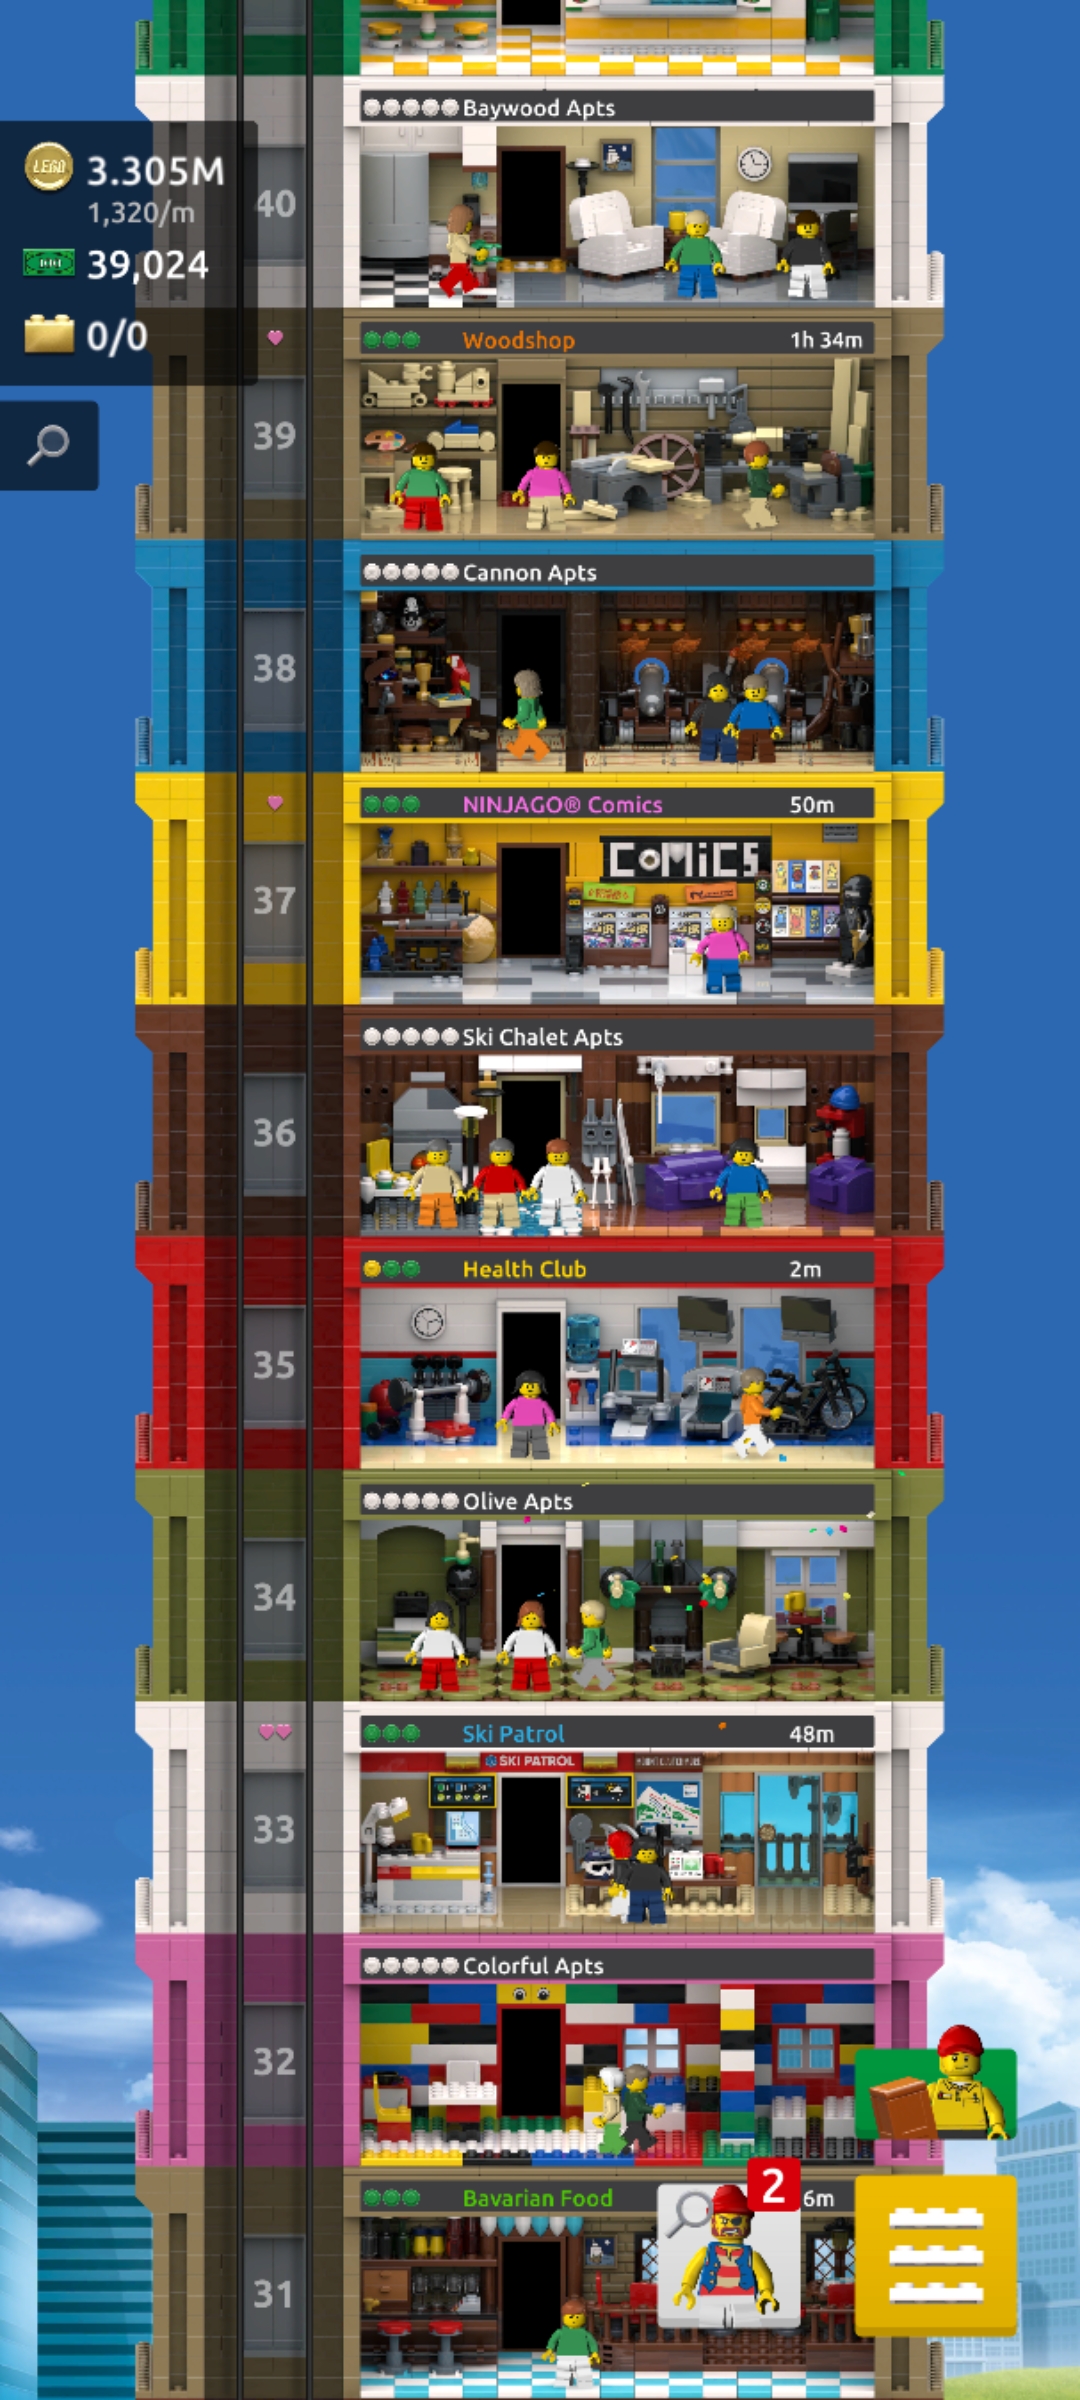 Baywood Apts
LEGO 3.305M
1,320/m
39,024
0/0
40
Woodshop 1h 34m
39
Cannon Apts
38
NINJAGO® Comics 50m
COMiCS
37
Ski Chalet Apts
36
Health Club 2m
35
Olive Apts
34
Ski Patrol 48m
SKI PATROL
33
Colorful Apts
32
Bavarian Food 6m
2
31